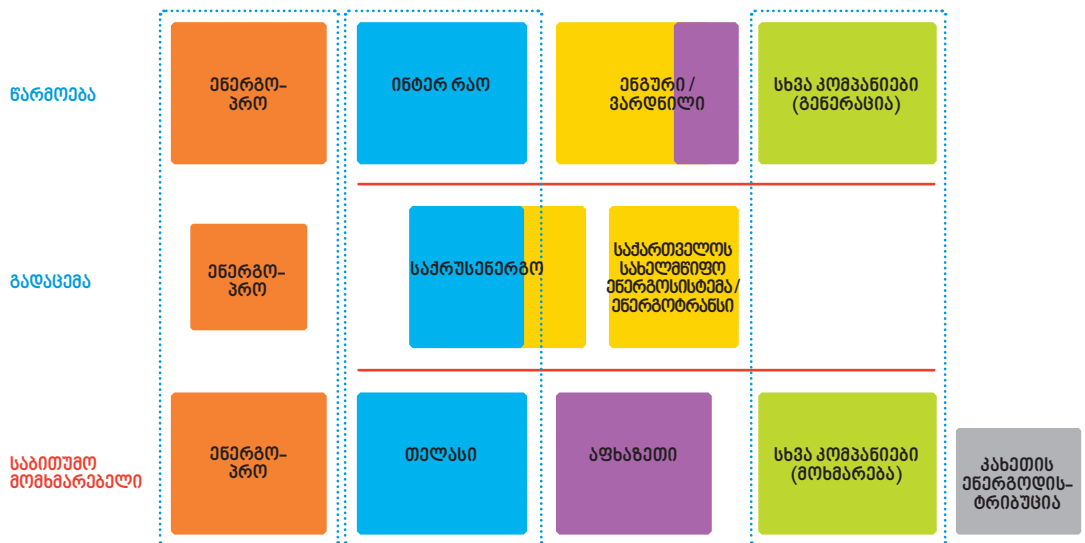 წარმოება
ენერგო-
პრო
ინტერ რაო
ენგური /
ვარდნილი
სხვა კომპანიები
(გენერაცია)
გადაცემა
ენერგო-
პრო
საქრუსენერგო
საქართველოს
სახელმწიფო
ენერგოსისტემა/
ენერგოტრანსი
საბითუმო
მომხმარებელი
ენერგო-
პრო
თელასი
აფხაზეთი
სხვა კომპანიები
(მოხმარება)
კახეთის
ენერგოდის-
ტრიბუცია